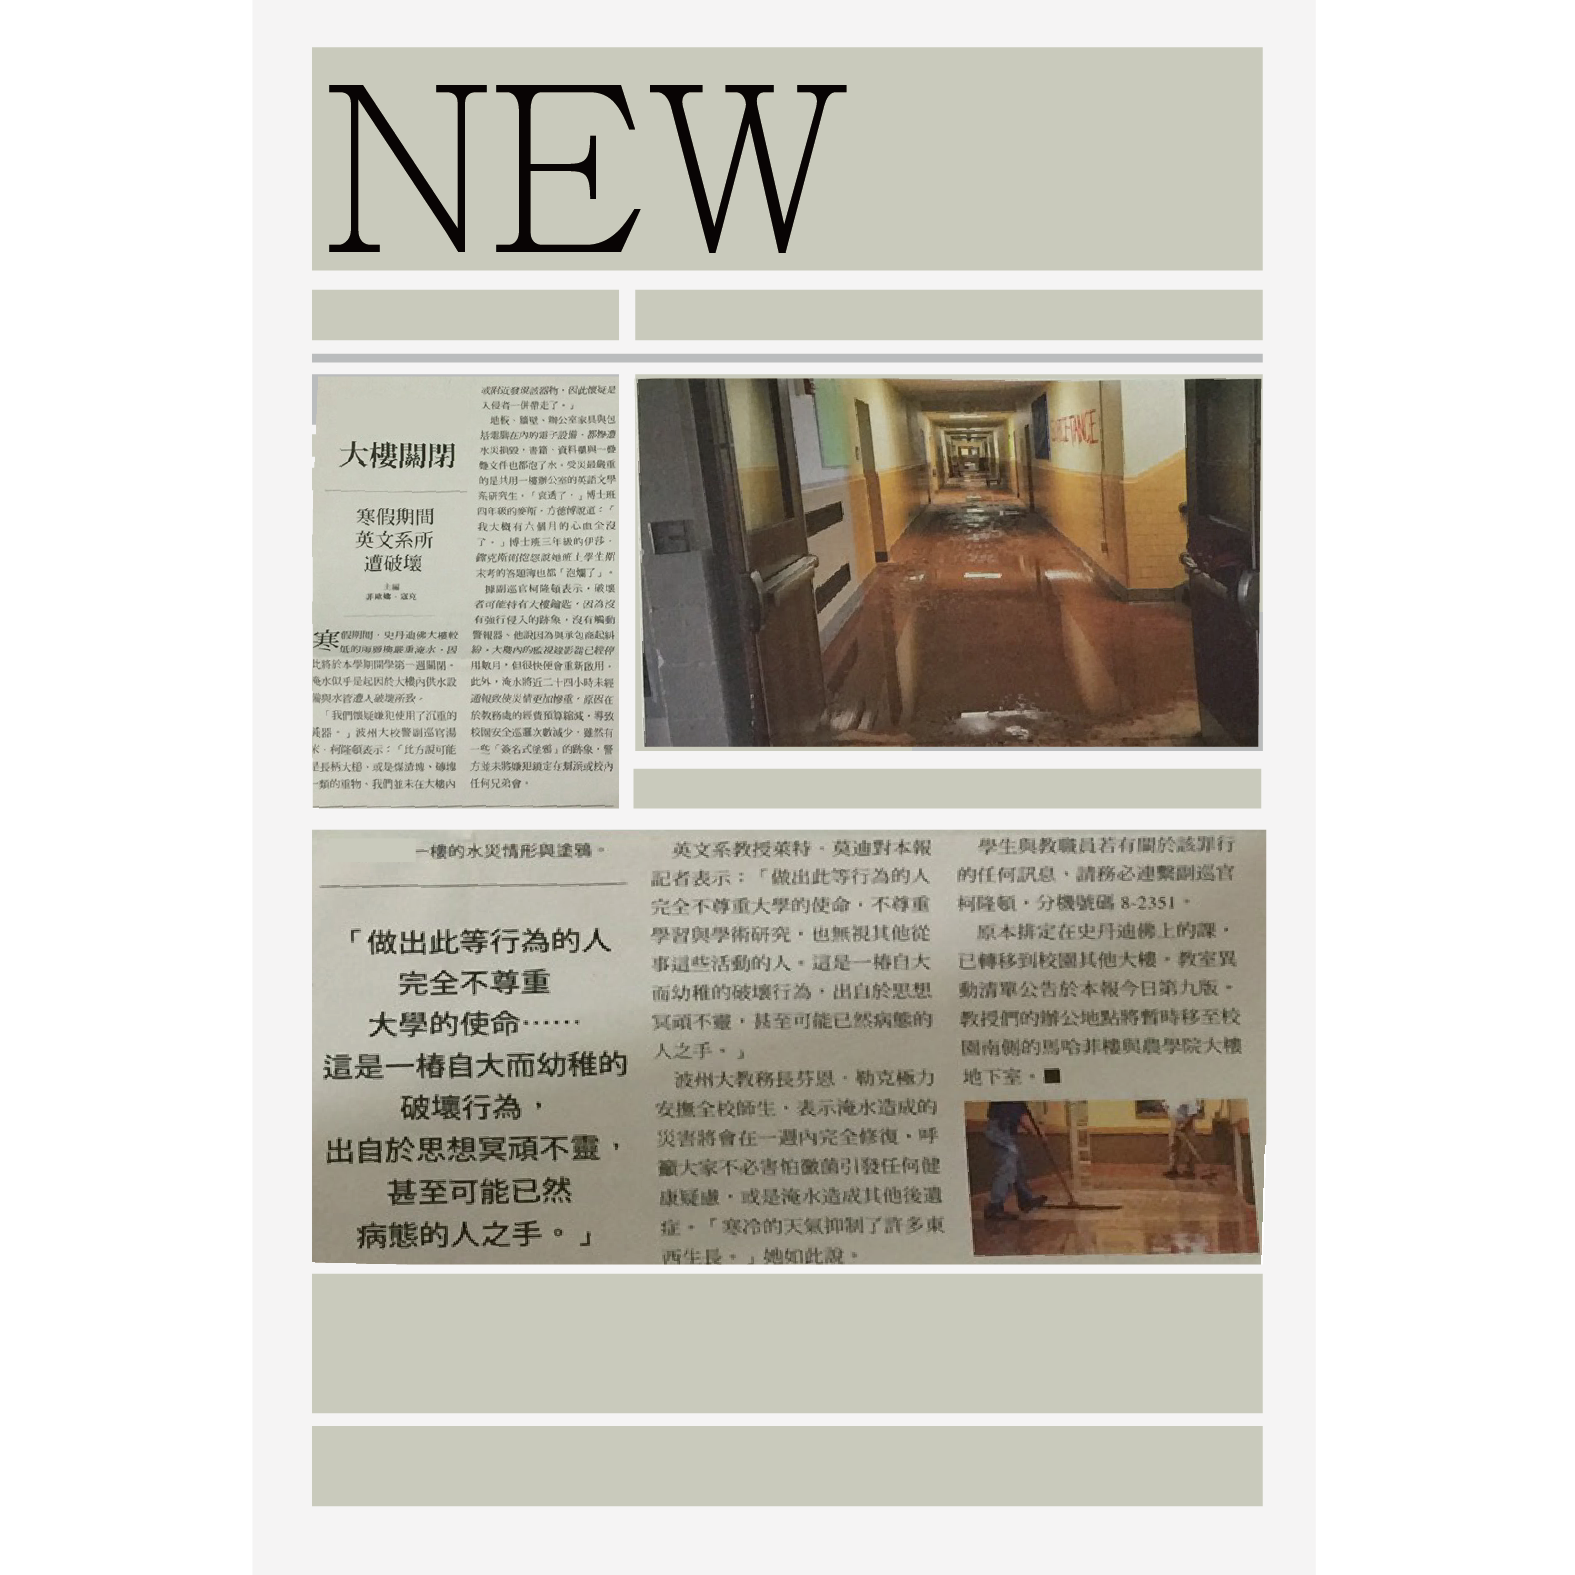 NEW
大樓關閉
寒假期間
英文系所
遭破壞
主編
寒假期間，史丹迪佛大樓較
低的兩層樓嚴重淹水，因
此將於本學期開學第一週關閉。
淹水似乎是起因於大樓內供水設
備與水管遭人破壞所致。
「我們懷疑嫌犯使用了沉重的
兇器。」波州大校警副巡官湯
米．柯隆頓表示：「比方說可能
是長柄大槌、或是煤渣塊、磚塊
一類的重物、我們並未在大樓內
或附近發現該器物，因此懷疑是
入侵者一併帶走了。」
地板、牆壁、辦公室家具與包
括電腦在內的電子設備，都慘遭
水災損毀，書籍、資料櫃與一疊
疊文件也都泡了水。受災最嚴重
的是共用一樓辦公室的英語文學
系研究生。「哀透了，」博士班
四年級的麥斯．方德博說道：「
我大概有六個月的心血全沒
了。」博士班三年級的伊莎．
鏗克斯則抱怨說她班上學生期
末考的答題簿也都「泡爛了」。
據副巡官柯隆頓表示，破壞
者可能持有大樓鑰匙，因為沒
有強行侵入的跡象，沒有觸動
警報器、他說因為與承包商起糾
紛，大樓內的監視錄影器已經停
用數月，但很快便會重新啟用。
此外，淹水將近二十四小時未經
通報致使災情更加慘重，原因在
於教務處的經費預算縮減，導致
校園安全巡邏次數減少。雖然有
一些「簽名式塗鴉」的跡象，警
方並未將嫌犯鎖定在幫派或校內
任何兄弟會。
一樓的水災情形與塗鴉。
「做出此等行為的人
完全不尊重
大學的使命⋯⋯
這是一樁自大而幼稚的
破壞行為，
出自於思想冥頑不靈，
甚至可能已然
病態的人之手。」
英文系教授萊特．莫迪對本報
記者表示：「做出此等行為的人
完全不尊重大學的使命，不尊重
學習與學術研究，也無視其他從
事這些活動的人。這是一樁自大
而幼稚的破壞行為，出自於思想
冥頑不靈，甚至可能已然病態的
人之手。」
波州大教務長芬恩．勒克極力
安撫全校師生，表示淹水造成的
災害將會在一週內完全修復，呼
籲大家不必害怕黴菌引發任何健
康疑慮，或是淹水造成其他後遺
症。「寒冷的天氣抑制了許多東
西生長。」她如此說。
學生與教職員若有關於該罪行
的任何訊息、請務必連繫副巡官
柯隆頓，分機號碼 8-2351。
原本排定在史丹迪佛上的課，
已轉移到校園其他大樓。教室異
動清單公告於本報今日第九版。
教授們的辦公地點將暫時移至校
園南側的馬哈菲樓與農學院大樓
地下室。■